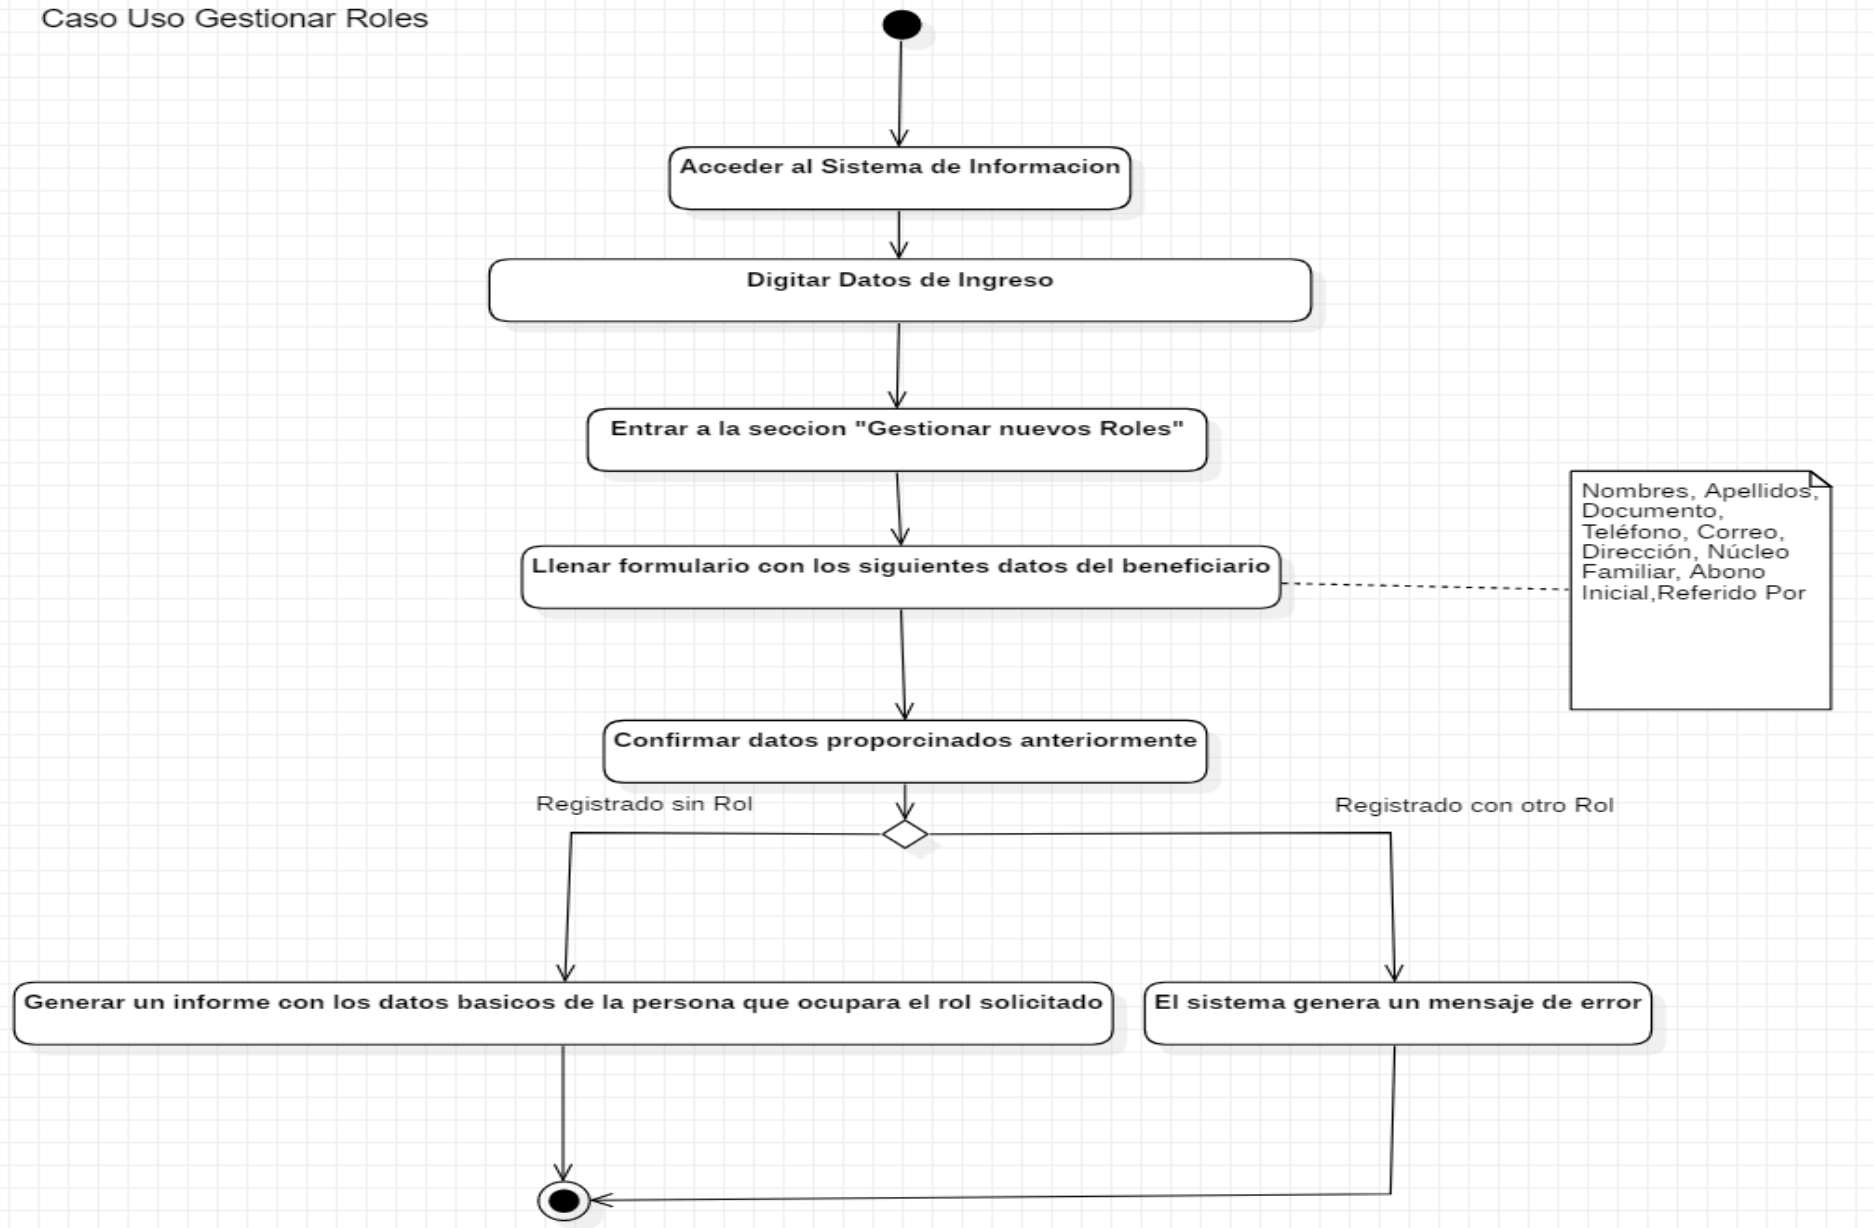 Caso Uso Gestionar Roles
Acceder al Sistema de Informacion
Digitar Datos de Ingreso
Entrar a la seccion "Gestionar nuevos Roles"
Nombres, Apellidos,
Documento,
Teléfono, Correo,
Dirección, Núcleo
Familiar, Abono
Inicial,Referido Por
Llenar formulario con los siguientes datos del beneficiario
Confirmar datos proporcinados anteriormente
Registrado sin Rol
Registrado con otro Rol
Generar un informe con los datos basicos de la persona que ocupara el rol solicitado
El sistema genera un mensaje de error